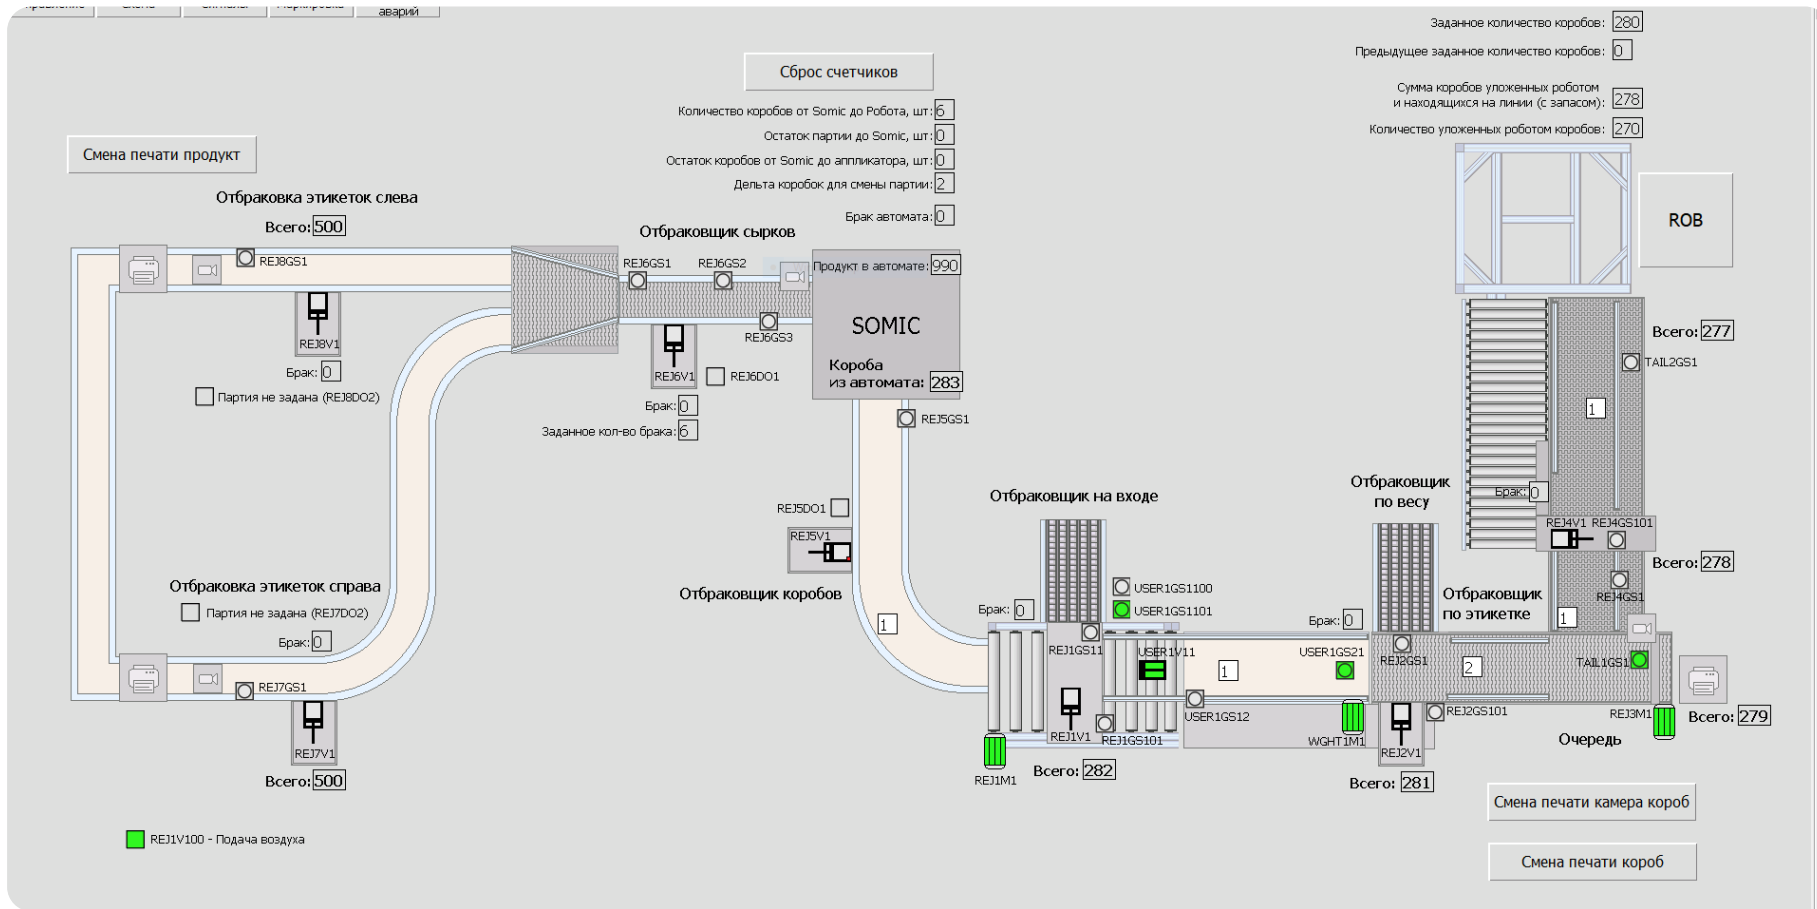 аварий
Заданное количество коробов: 280
Предыдущее заданное количество коробов: 0
Сброс счетчиков
Сумма коробов уложенных роботом
и находящихся на линии (с запасом): 278
Количество коробов от Somic до Робота, шт: 6
Количество уложенных роботом коробов: 270
Остаток партии до Somic, шт: 0
Смена печати продукт
Остаток коробов от Somic до аппликатора, шт: 0
Дельта коробок для смены партии: 2
Отбраковка этикеток слева
Брак автомата: 0
ROB
Всего: 500
Отбраковщик сырков
REJ8GS1
REJ6GS1
REJ6GS2
Продукт в автомате: 990
SOMIC
REJ6GS3
REJ8V1
Всего: 277
TAIL2GS1
Брак: 0
REJ6V1
REJ6DO1
Короба
из автомата: 283
Партия не задана (REJ8DO2)
Брак: 0
1
Заданное кол-во брака: 6
REJ5GS1
Отбраковщик на входе
Отбраковщик
по весу
Брак: 0
REJ5DO1
REJ5V1
REJ4V1
REJ4GS101
Всего: 278
Отбраковка этикеток справа
Отбраковщик коробов
USER1GS1100
Отбраковщик
по этикетке
REJ4GS1
Партия не задана (REJ7DO2)
Брак: 0
USER1GS1101
Брак: 0
1
1
Брак: 0
REJ1GS11
USER1V11
USER1GS21
REJ2GS1
TAIL1GS1
1
2
REJ7GS1
USER1GS12
REJ2GS101
REJ3M1
Всего: 279
REJ7V1
REJ1V1
REJ1GS101
WGHT1M1
REJ2V1
Очередь
REJ1M1
Всего: 282
Всего: 500
Всего: 281
Смена печати камера короб
REJ1V100 - Подача воздуха
Смена печати короб